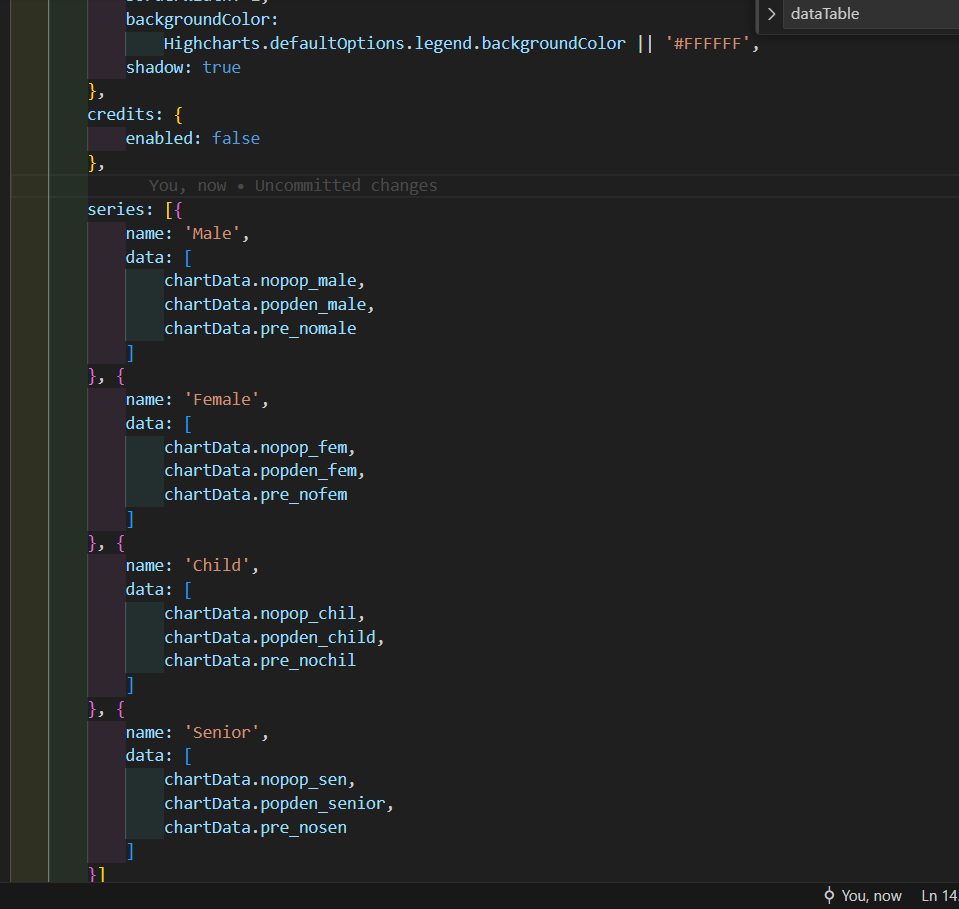 backgroundColor:
Highcharts.defaultOptions.legend.backgroundColor || '#FFFFFF',
shadow: true
},
credits: {
enabled: false
},
You, now • Uncommitted changes
series: [{
name: 'Male',
data: [
chartData.nopop_male,
chartData.popden_male,
chartData.pre_nomale
]
}, {
name: 'Female',
data: [
chartData.nopop_fem,
chartData.popden_fem,
chartData.pre_nofem
]
}, {
name: 'Child',
data: [
chartData.nopop_chil,
chartData.popden_child,
chartData.pre_nochil
]
}, {
name: 'Senior',
data: [
chartData.nopop_sen,
chartData.popden_senior,
chartData.pre_nosen
]
}]
> dataTable
You, now Ln 14